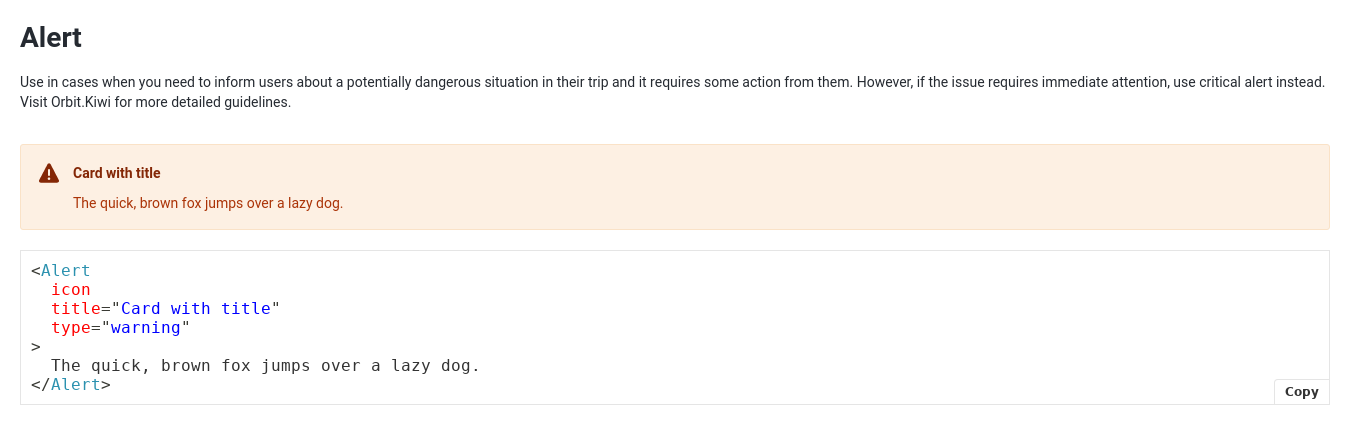 Alert
Use in cases when you need to inform users about a potentially dangerous situation in their trip and it requires some action from them. However, if the issue requires immediate attention, use critical alert instead.
Visit Orbit.Kiwi for more detailed guidelines.
Card with title
The quick, brown fox jumps over a lazy dog.
<Alert
  icon
  title="Card with title"
  type="warning"
>
  The quick, brown fox jumps over a lazy dog.
</Alert>
Copy